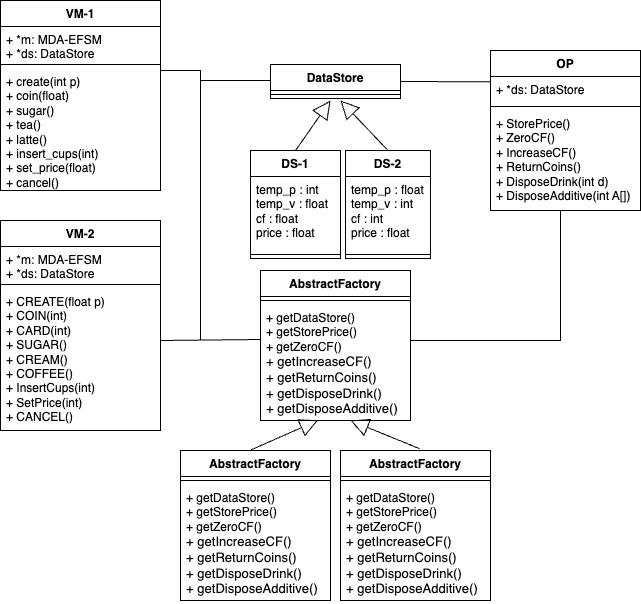 VM-1
+ *m: MDA-EFSM
+ *ds: DataStore
+ create(int p)
+ coin(float)
+ sugar()
+ tea()
+ latte()
+ insert_cups(int)
+ set_price(float)
+ cancel()
DataStore
OP
+ *ds: DataStore
+ StorePrice()
+ ZeroCF()
+ IncreaseCF()
+ ReturnCoins()
+ DisposeDrink(int d)
+ DisposeAdditive(int A[])
DS-1
temp_p : int
temp_v : float
cf : float
price : float
DS-2
temp_p : float
temp_v : int
cf : int
price : float
VM-2
+ *m: MDA-EFSM
+ *ds: DataStore
+ CREATE(float p)
+ COIN(int)
+ CARD(int)
+ SUGAR()
+ CREAM()
+ COFFEE()
+ InsertCups(int)
+ SetPrice(int)
+ CANCEL()
AbstractFactory
+ getDataStore()
+ getStorePrice()
+ getZeroCF()
+ getIncreaseCF()
+ getReturnCoins()
+ getDisposeDrink()
+ getDisposeAdditive()
AbstractFactory
+ getDataStore()
+ getStorePrice()
+ getZeroCF()
+ getIncreaseCF()
+ getReturnCoins()
+ getDisposeDrink()
+ getDisposeAdditive()
AbstractFactory
+ getDataStore()
+ getStorePrice()
+ getZeroCF()
+ getIncreaseCF()
+ getReturnCoins()
+ getDisposeDrink()
+ getDisposeAdditive()